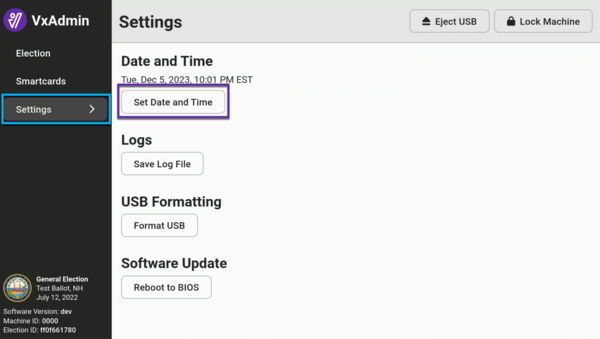 VxAdmin
Election
Smartcards
Settings
General Election
Test Ballot, NH
July 12, 2022
Software Version: dev
Machine ID: 0000
Election ID: ff0f661780
Settings
Eject USB
Lock Machine
Date and Time
Tue, Dec 5, 2023, 10:01 PM EST
Set Date and Time
Logs
Save Log File
USB Formatting
Format USB
Software Update
Reboot to BIOS